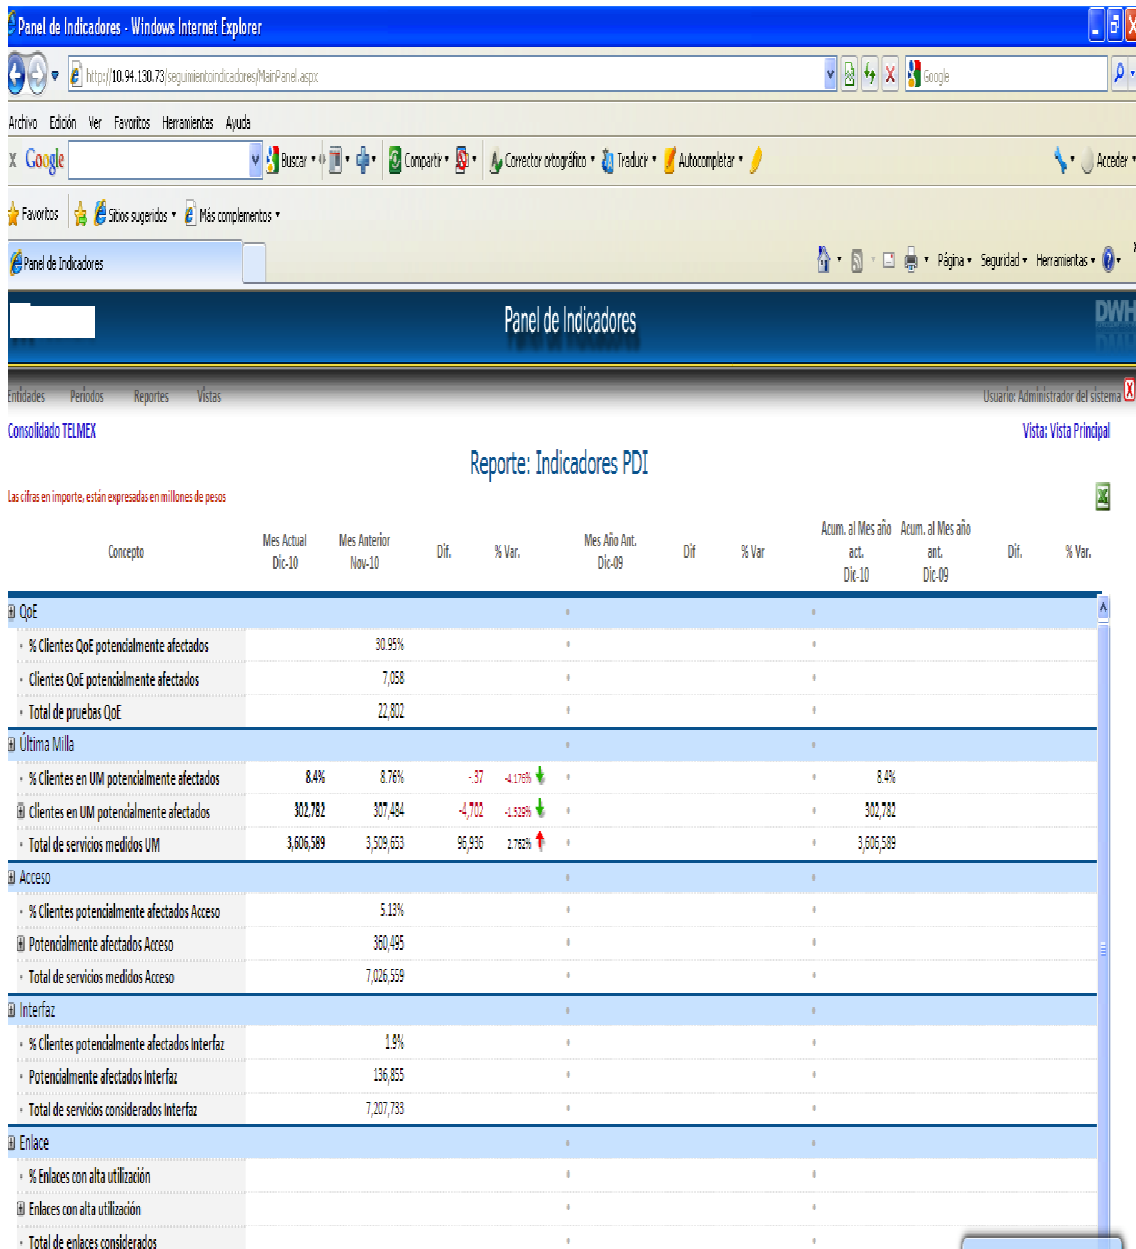 Panel de Indicadores - Windows Internet Explorer
http://10.94.130.73/seguimientoindicadores/MainPanel.aspx
Google
Archivo Edición Ver Favoritos Herramientas Ayuda
x Google Buscar Compartir Corrector ortográfico Traducir Autocompletar Acceder
Favoritos Sitios sugeridos Más complementos
Panel de Indicadores Página Seguridad Herramientas
Panel de Indicadores DWH
Entidades Periodos Reportes Vistas Usuario: Administrador del sistema X
Consolidado TELMEX Vista: Vista Principal
Reporte: Indicadores PDI
Las cifras en importe, están expresadas en millones de pesos
Concepto Mes Actual Dic-10 Mes Anterior Nov-10 Dif. % Var. Mes Año Ant. Dic-09 Dif % Var Acum. al Mes año act. Dic-10 Acum. al Mes año ant. Dic-09 Dif. % Var.
QoE
% Clientes QoE potencialmente afectados 30.95%
Clientes QoE potencialmente afectados 7,058
Total de pruebas QoE 22,802
Última Milla
% Clientes en UM potencialmente afectados 8.4% 8.76% -.37 -4.176% 8.4%
Clientes en UM potencialmente afectados 302,782 307,484 -4,702 -1.529% 302,782
Total de servicios medidos UM 3,606,589 3,509,653 96,936 2.762% 3,606,589
Acceso
% Clientes potencialmente afectados Acceso 5.13%
Potencialmente afectados Acceso 360,495
Total de servicios medidos Acceso 7,026,559
Interfaz
% Clientes potencialmente afectados Interfaz 1.9%
Potencialmente afectados Interfaz 136,855
Total de servicios considerados Interfaz 7,207,733
Enlace
% Enlaces con alta utilización
Enlaces con alta utilización
Total de enlaces considerados